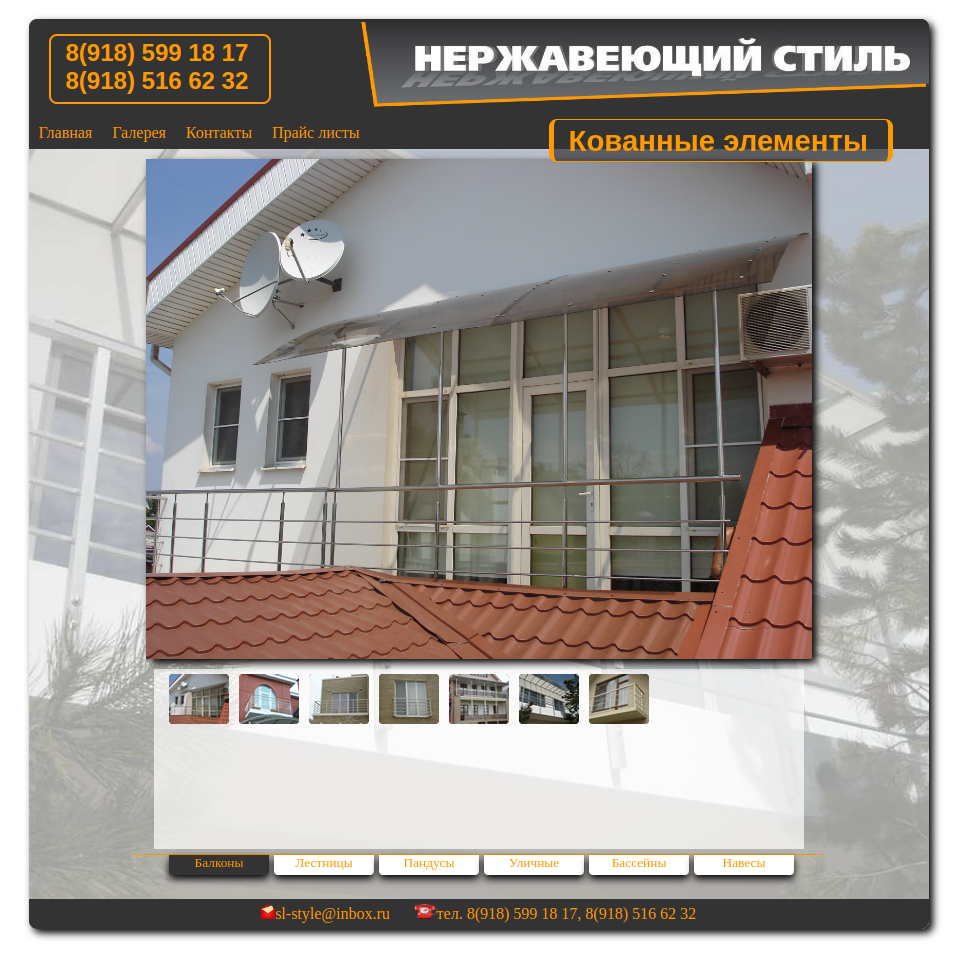 8(918) 599 18 17
8(918) 516 62 32
НЕРЖАВЕЮЩИЙ СТИЛЬ
Главная Галерея Контакты Прайс листы
Кованные элементы
Балконы Лестницы Пандусы Уличные Бассейны Навесы
sl-style@inbox.ru тел. 8(918) 599 18 17, 8(918) 516 62 32